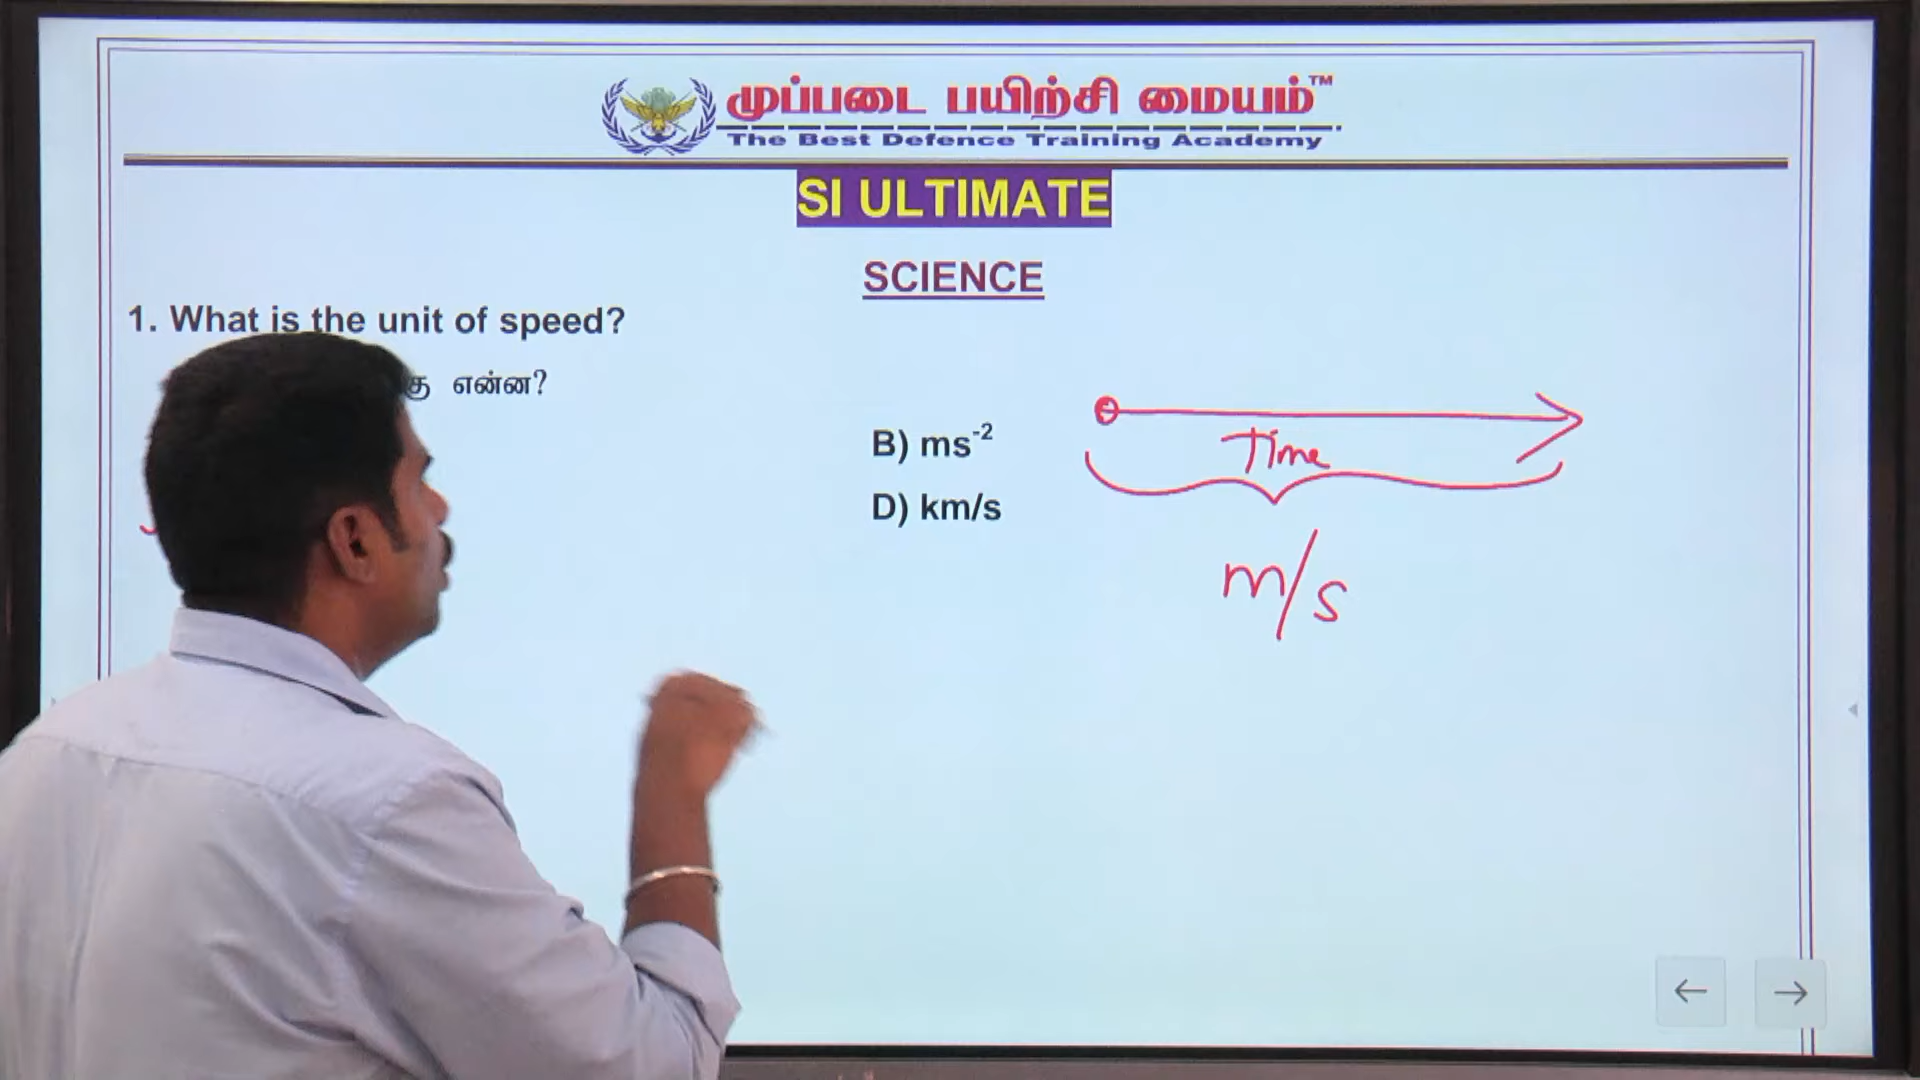 முப்படை பயிற்சி மையம்™
The Best Defence Training Academy
SI ULTIMATE
SCIENCE
1. What is the unit of speed?
என்ன?
B) ms⁻²
D) km/s
Time
m/s